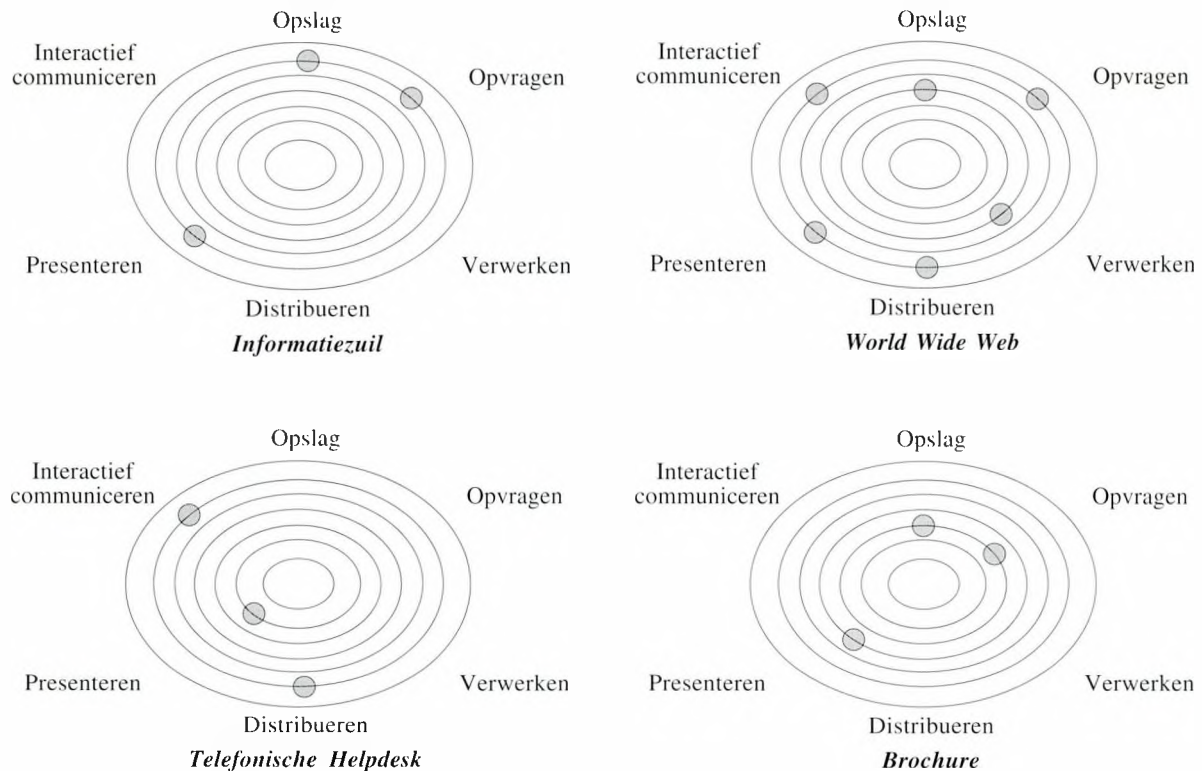 Opslag
Interactief
communiceren
Opvragen
Presenteren
Verwerken
Distribueren
Informatiezuil
Opslag
Interactief
communiceren
Opvragen
Presenteren
Verwerken
Distribueren
World Wide Web
Opslag
Interactief
communiceren
Opvragen
Presenteren
Verwerken
Distribueren
Telefonische Helpdesk
Opslag
Interactief
communiceren
Opvragen
Presenteren
Verwerken
Distribueren
Brochure